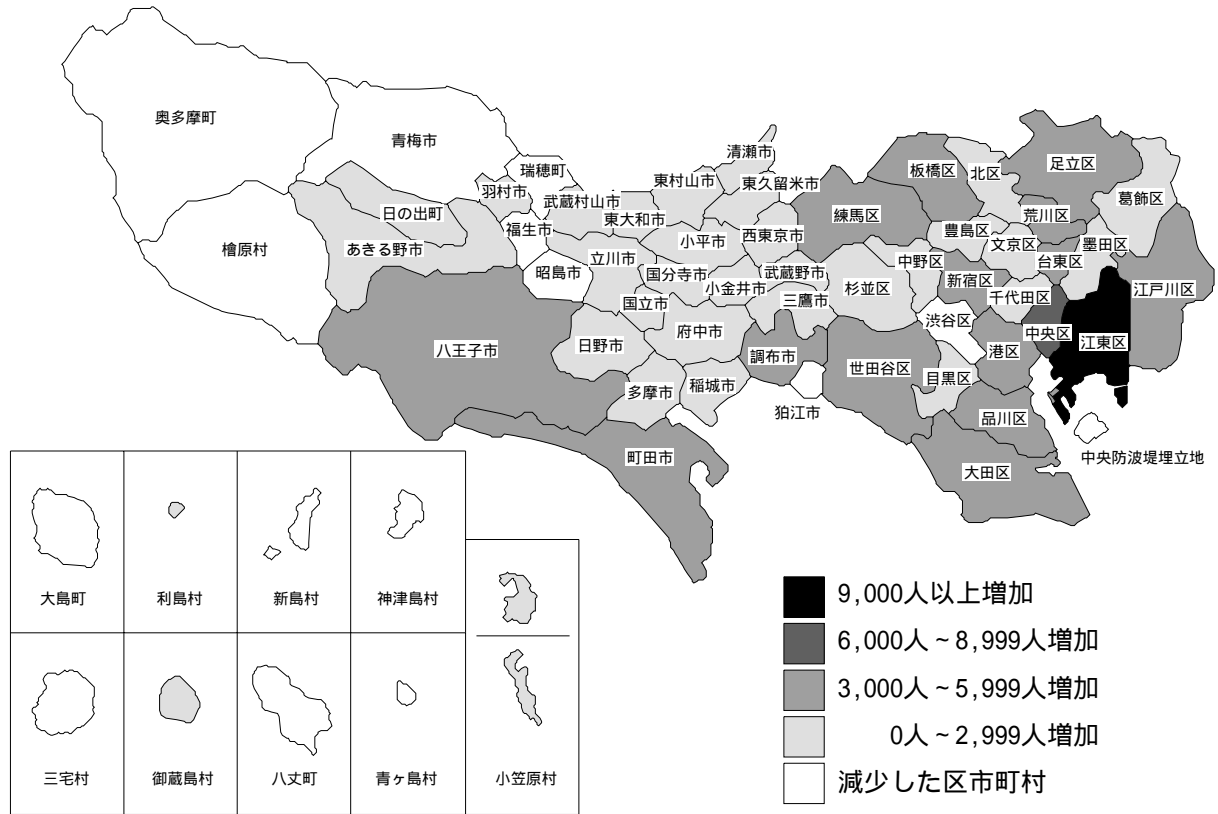 奥多摩町
青梅市
瑞穂町
羽村市
日の出町
あきる野市
檜原村
福生市
昭島市
武蔵村山市
東大和市
東村山市
清瀬市
東久留米市
立川市
小平市
西東京市
国分寺市
小金井市
武蔵野市
三鷹市
国立市
府中市
日野市
八王子市
多摩市
稲城市
調布市
狛江市
町田市
板橋区
北区
足立区
葛飾区
練馬区
豊島区
荒川区
文京区
台東区
墨田区
中野区
杉並区
新宿区
千代田区
江戸川区
渋谷区
中央区
江東区
港区
世田谷区
目黒区
品川区
大田区
中央防波堤埋立地
大島町
利島村
新島村
神津島村
三宅村
御蔵島村
八丈町
青ヶ島村
小笠原村
9,000人以上増加
6,000人~8,999人増加
3,000人~5,999人増加
0人~2,999人増加
減少した区市町村